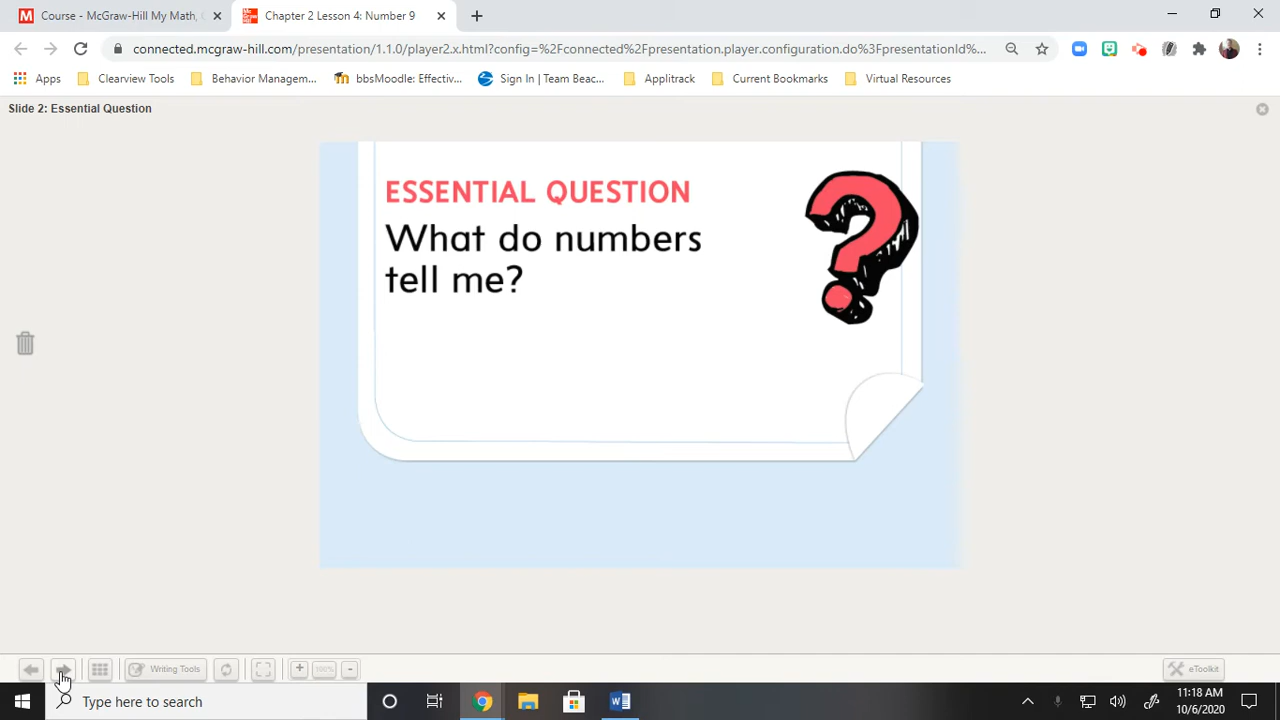 Course - McGraw-Hill My Math,
Chapter 2 Lesson 4: Number 9
connected.mcgraw-hill.com/presentation/1.1.0/player2.x.html?config=%2Fconnected%2Fpresentation.player.configuration.do%3FpresentationId%...
Apps
Clearview Tools
Behavior Managem...
bbsMoodle: Effectiv...
Sign In | Team Beac...
Applitrack
Current Bookmarks
Virtual Resources
Slide 2: Essential Question
ESSENTIAL QUESTION
What do numbers
tell me?
Writing Tools
100%
eToolkit
Type here to search
11:18 AM
10/6/2020